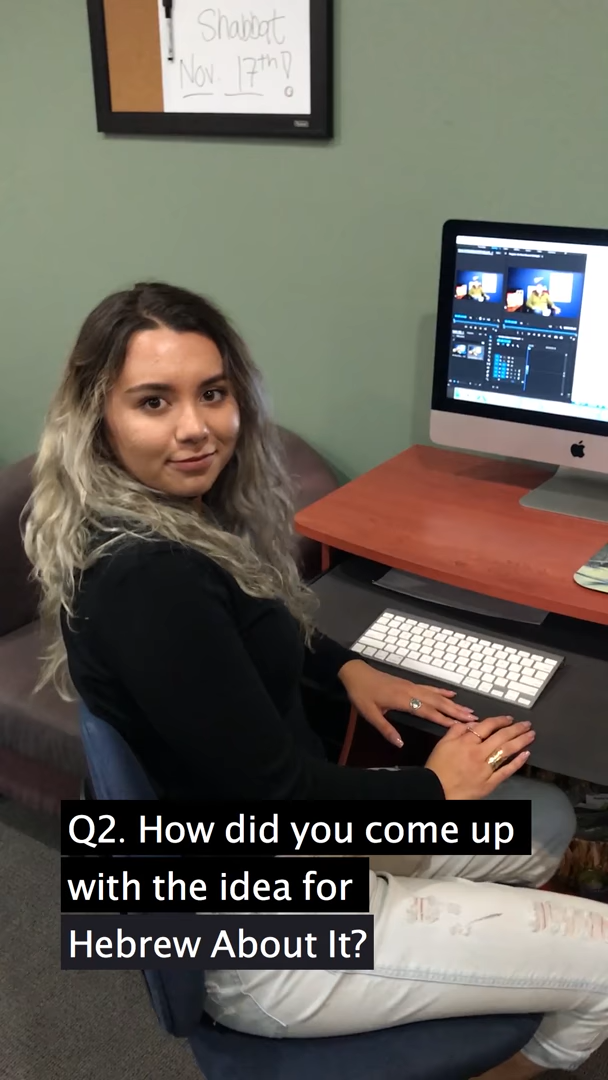 Shabbat
Nov. 17th!
Q2. How did you come up
with the idea for
Hebrew About It?